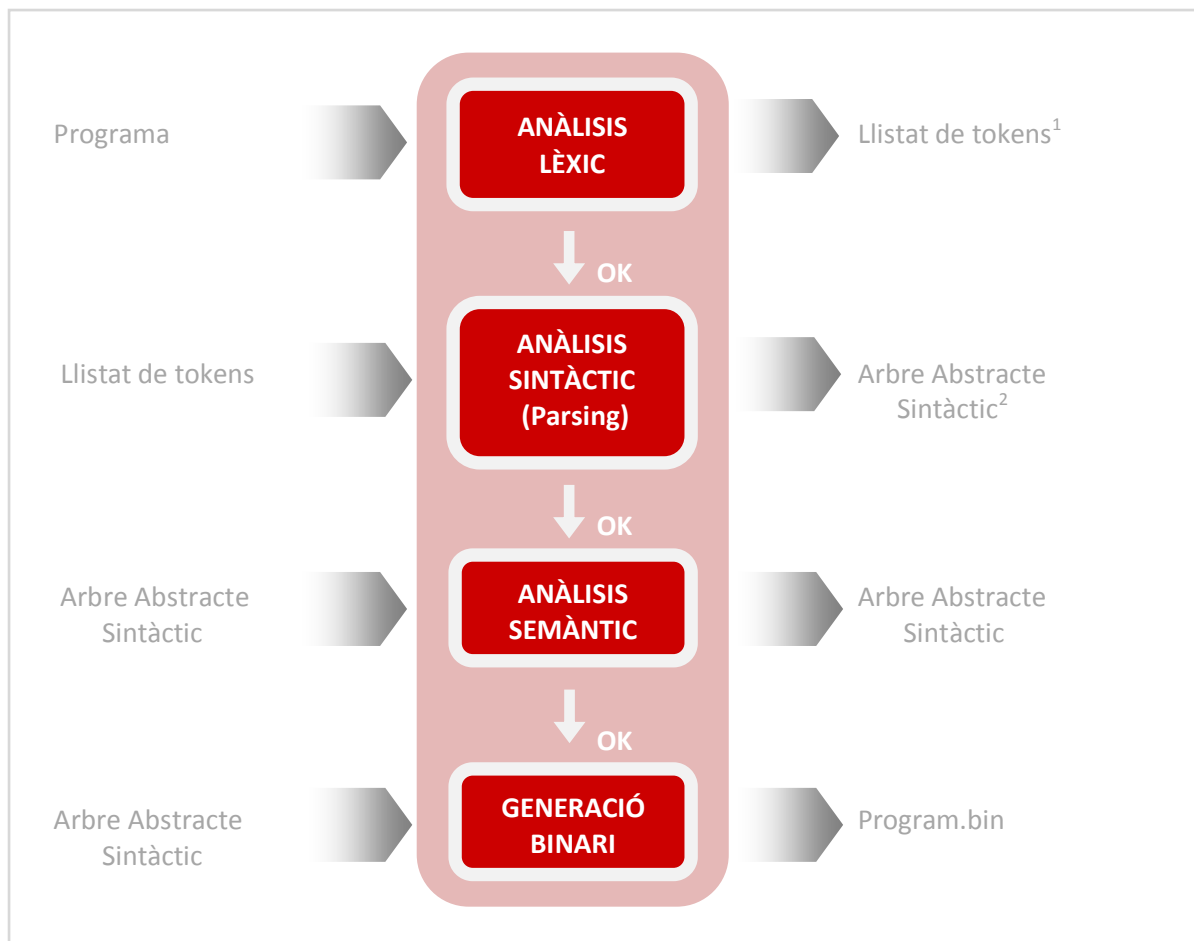 Programa
ANÀLISIS
LÈXIC
Llistat de tokens¹
OK
Llistat de tokens
ANÀLISIS
SINTÀCTIC
(Parsing)
Arbre Abstracte
Sintàctic²
OK
Arbre Abstracte
Sintàctic
ANÀLISIS
SEMÀNTIC
Arbre Abstracte
Sintàctic
OK
Arbre Abstracte
Sintàctic
GENERACIÓ
BINARI
Program.bin